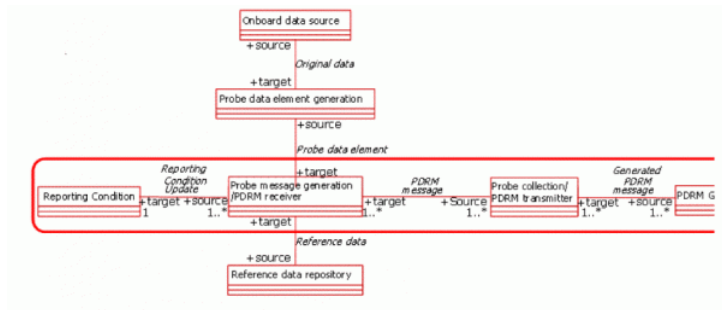 Onboard data source
+source
Original data
+target
Probe data element generation
+source
Probe data element
+target
Reporting
Condition
Update
Reporting Condition
+target
1
+source
1..*
Probe message generation
/PDRM receiver
PDRM
message
+target
1..*
+Source
1..*
Probe collection/
PDRM transmitter
Generated
PDRM
message
+target
1..*
+source
1..*
PDRM G
+target
Reference data
+source
Reference data repository